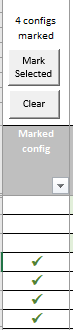 4 configs
marked
Mark
Selected
Clear
Marked
config
✓
✓
✓
✓